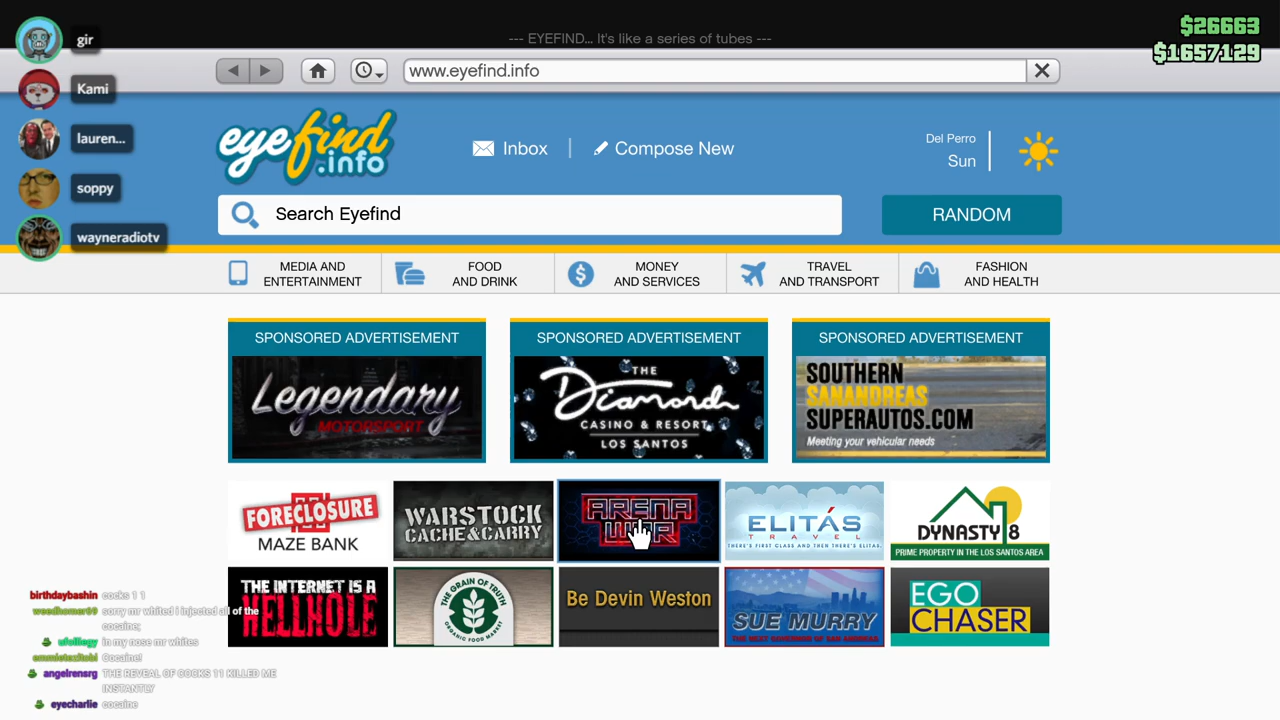 gir
Kami
lauren...
soppy
wayneradiotv
--- EYEFIND... It's like a series of tubes ---
$26663
$1657129
www.eyefind.info
eyefind
.info
Inbox
Compose New
Del Perro
Sun
Search Eyefind
RANDOM
MEDIA AND
ENTERTAINMENT
FOOD
AND DRINK
MONEY
AND SERVICES
TRAVEL
AND TRANSPORT
FASHION
AND HEALTH
SPONSORED ADVERTISEMENT
Legendary
MOTORSPORT
SPONSORED ADVERTISEMENT
THE
Diamond
CASINO & RESORT
LOS SANTOS
SPONSORED ADVERTISEMENT
SOUTHERN
SANANDREAS
SUPERAUTOS.COM
Meeting your vehicular needs
FORECLOSURE
MAZE BANK
WARSTOCK
CACHE&CARRY
ARENA
WAR
ELITÁS
TRAVEL
THERE'S FIRST CLASS AND THEN THERE'S ELITAS.
DYNASTY 8
PRIME PROPERTY IN THE LOS SANTOS AREA
THE INTERNET IS A
HELLHOLE
THE GRAIN OF TRUTH
ORGANIC FOOD MARKET
Be Devin Weston
SUE MURRY
THE NEXT GOVERNOR OF SAN ANDREAS
EGO
CHASER
birthdaybashin cocks 1 1
weedhomer69 sorry mr whited i injected all of the
cocaine;
ufolliegy in my nose mr whites
emmietoxitobi Cocaine!
angelrensrg THE REVEAL OF COCKS 11 KILLED ME
INSTANTLY
eyecharlie cocaine